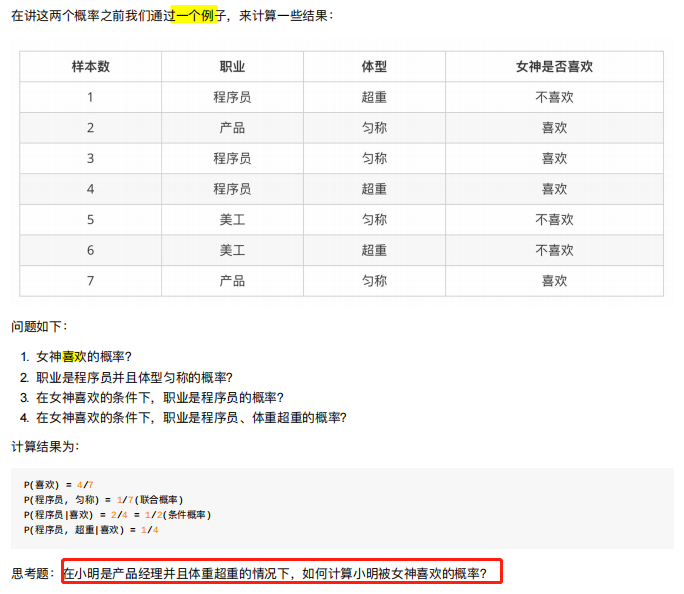 在讲这两个概率之前我们通过一个例子，来计算一些结果：
样本数 职业 体型 女神是否喜欢
1 程序员 超重 不喜欢
2 产品 匀称 喜欢
3 程序员 匀称 喜欢
4 程序员 超重 喜欢
5 美工 匀称 不喜欢
6 美工 超重 不喜欢
7 产品 匀称 喜欢
问题如下：
1. 女神喜欢的概率？
2. 职业是程序员并且体型匀称的概率？
3. 在女神喜欢的条件下，职业是程序员的概率？
4. 在女神喜欢的条件下，职业是程序员、体重超重的概率？
计算结果为：
P(喜欢) = 4/7
P(程序员, 匀称) = 1/7(联合概率)
P(程序员|喜欢) = 2/4 = 1/2(条件概率)
P(程序员, 超重|喜欢) = 1/4
思考题：在小明是产品经理并且体重超重的情况下，如何计算小明被女神喜欢的概率？